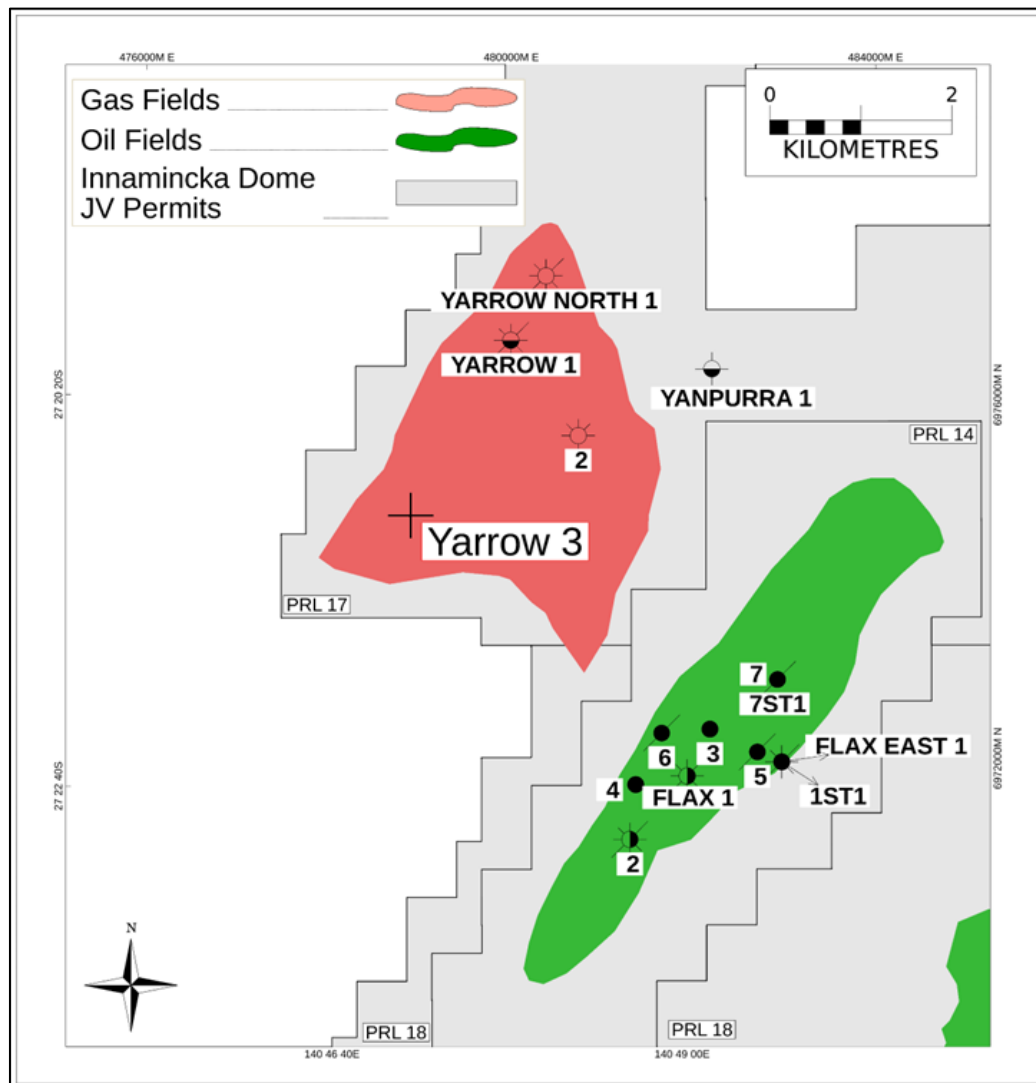 476000M E
480000M E
484000M E
Gas Fields
Oil Fields
Innamincka Dome
JV Permits
0 2
KILOMETRES
YARROW NORTH 1
YARROW 1
YANPURRA 1
27 20 20S
6976000M N
PRL 14
2
Yarrow 3
PRL 17
7
7ST1
6
3
5
FLAX EAST 1
1ST1
4
FLAX 1
2
27 22 40S
6972000M N
N
PRL 18
PRL 18
140 46 40E
140 49 00E